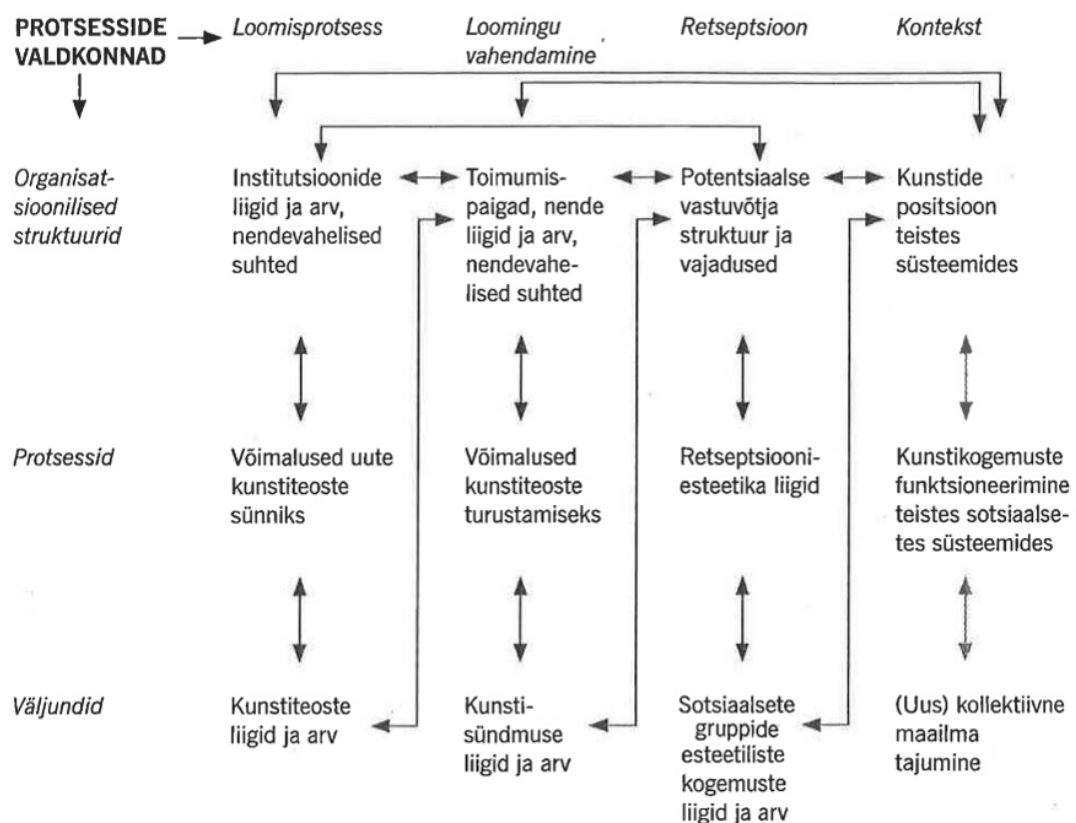 PROTSESSIDE
VALDKONNAD
Loomisprotsess
Loomingu
vahendamine
Retseptsioon
Kontekst
Organisat-
sioonilised
struktuurid
Institutsioonide
liigid ja arv,
nendevahelised
suhted
Toimumis-
paigad, nende
liigid ja arv,
nendevahe-
lised suhted
Potentsiaalse
vastuvõtja
struktuur ja
vajadused
Kunstide
positsioon
teistes
süsteemides
Protsessid
Võimalused uute
kunstiteoste
sünniks
Võimalused
kunstiteoste
turustamiseks
Retseptsiooni-
esteetika liigid
Kunstikogemuste
funktsioneerimine
teistes sotsiaalse-
tes süsteemides
Väljundid
Kunstiteoste
liigid ja arv
Kunsti-
sündmuse
liigid ja arv
Sotsiaalsete
gruppide
esteetiliste
kogemuste
liigid ja arv
(Uus) kollektiivne
maailma
tajumine